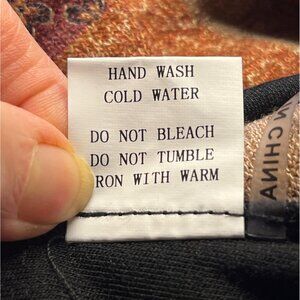 HAND WASH
COLD WATER
DO NOT BLEACH
DO NOT TUMBLE
RON WITH WARM
N CHINA